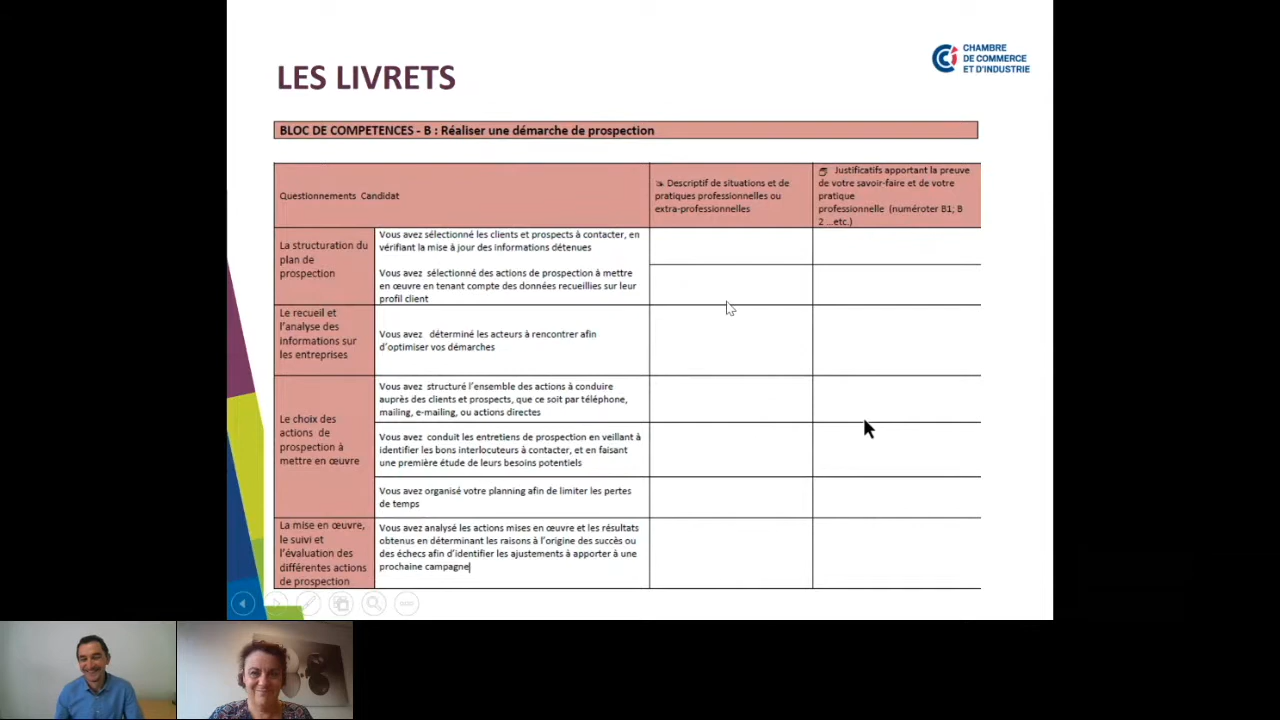 LES LIVRETS
CHAMBRE
DE COMMERCE
ET D'INDUSTRIE
BLOC DE COMPETENCES - B : Réaliser une démarche de prospection
Questionnements Candidat
Descriptif de situations et de
pratiques professionnelles ou
extra-professionnelles
Justificatifs apportant la preuve
de votre savoir-faire et de votre
pratique
professionnelle (numéroter B1; B
2 ...etc.)
La structuration du
plan de
prospection
Vous avez sélectionné les clients et prospects à contacter, en
vérifiant la mise à jour des informations détenues
Vous avez sélectionné des actions de prospection à mettre
en œuvre en tenant compte des données recueillies sur leur
profil client
Le recueil et
l'analyse des
informations sur
les entreprises
Vous avez déterminé les acteurs à rencontrer afin
d'optimiser vos démarches
Le choix des
actions de
prospection à
mettre en œuvre
Vous avez structuré l'ensemble des actions à conduire
auprès des clients et prospects, que ce soit par téléphone,
mailing, e-mailing, ou actions directes
Vous avez conduit les entretiens de prospection en veillant à
identifier les bons interlocuteurs à contacter, et en faisant
une première étude de leurs besoins potentiels
Vous avez organisé votre planning afin de limiter les pertes
de temps
La mise en œuvre,
le suivi et
l'évaluation des
différentes actions
de prospection
Vous avez analysé les actions mises en œuvre et les résultats
obtenus en déterminant les raisons à l'origine des succès ou
des échecs afin d'identifier les ajustements à apporter à une
prochaine campagne